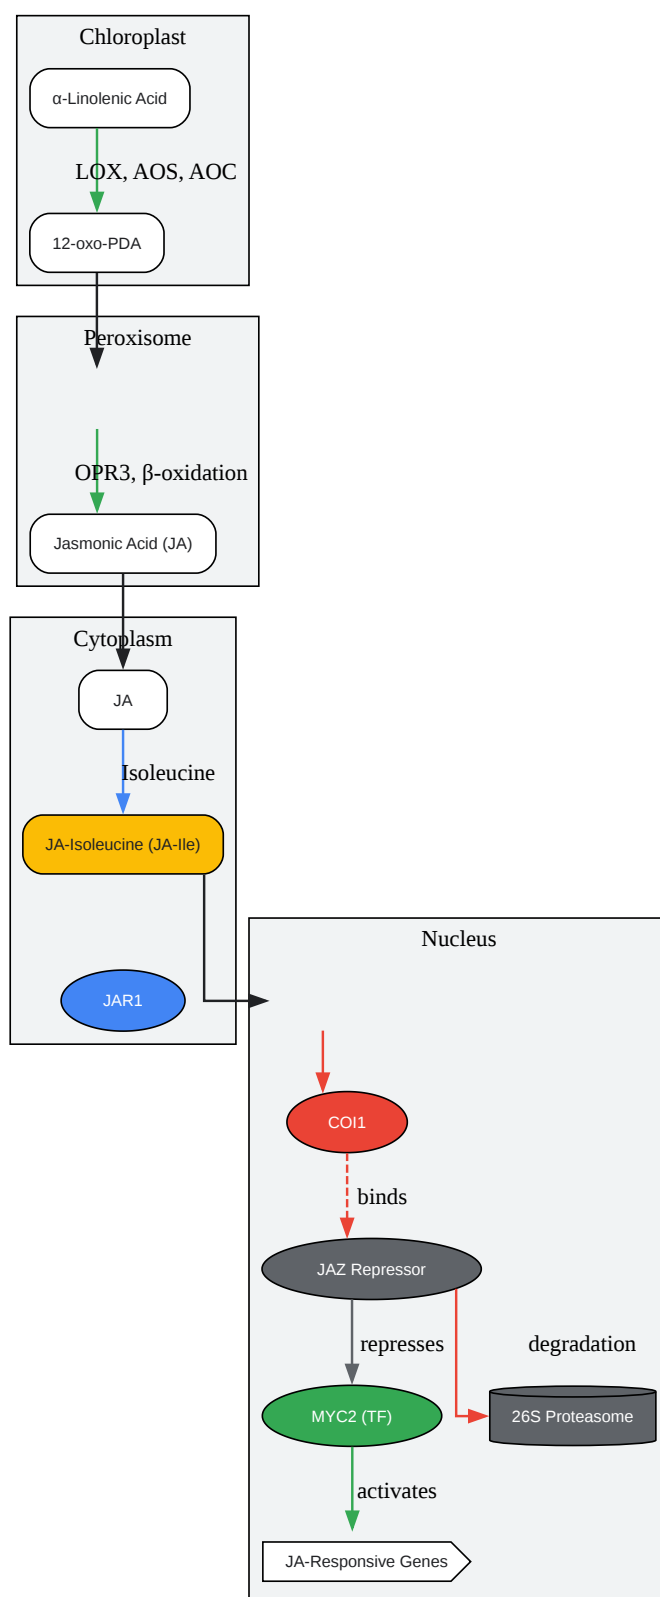 Chloroplast
α-Linolenic Acid
LOX, AOS, AOC
12-oxo-PDA
Peroxisome
OPR3, β-oxidation
Jasmonic Acid (JA)
Cytoplasm
JA
Isoleucine
JA-Isoleucine (JA-Ile)
JAR1
Nucleus
COI1
binds
JAZ Repressor
represses
degradation
MYC2 (TF)
26S Proteasome
activates
JA-Responsive Genes